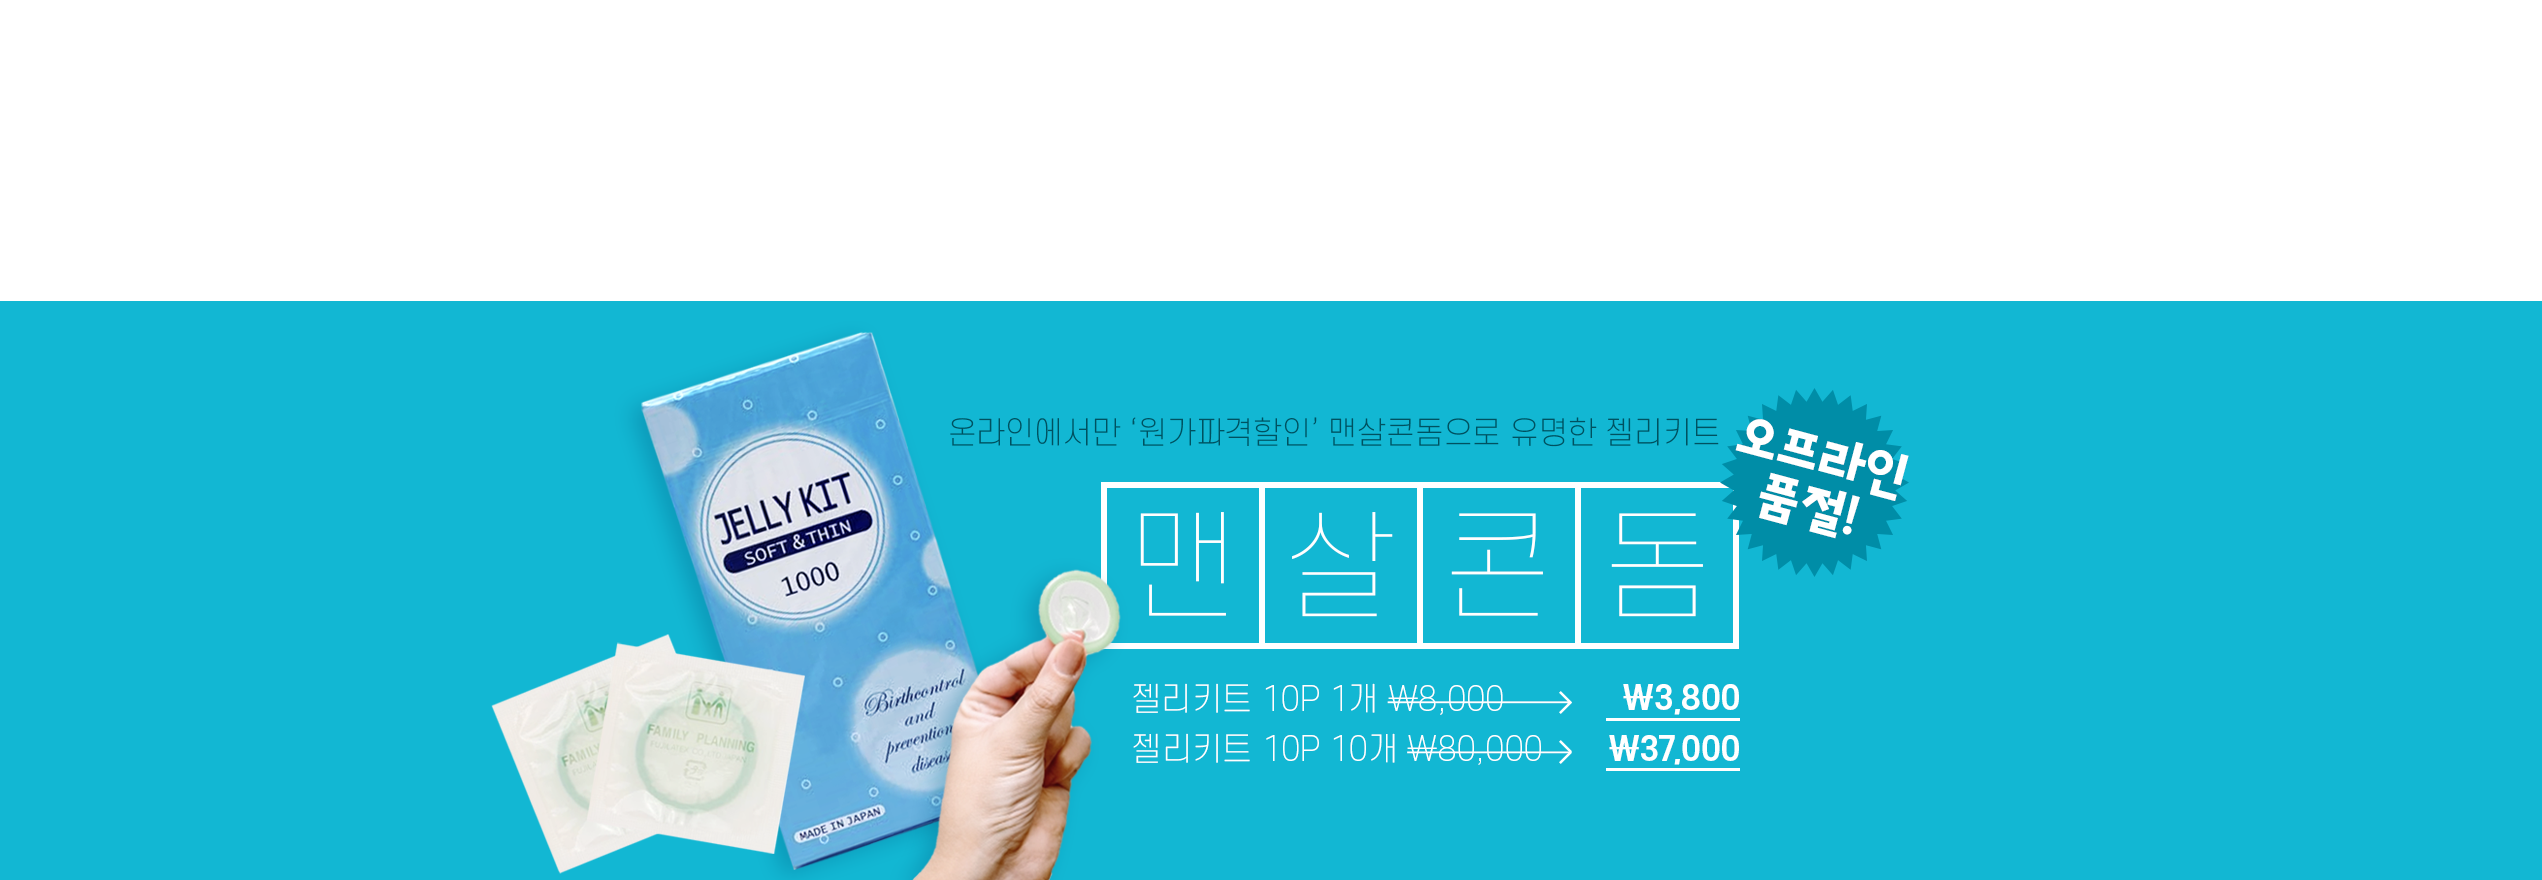 온라인에서만 ‘원가파격할인’ 맨살콘돔으로 유명한 젤리키트
오프라인
품절!
맨살콘돔
젤리키트 10P 1개 ₩8,000 → ₩3,800
젤리키트 10P 10개 ₩80,000 → ₩37,000
JELLY KIT
SOFT & THIN
1000
Birthcontrol
and
prevention
MADE IN JAPAN
FAMILY
FAMILY PLANNING